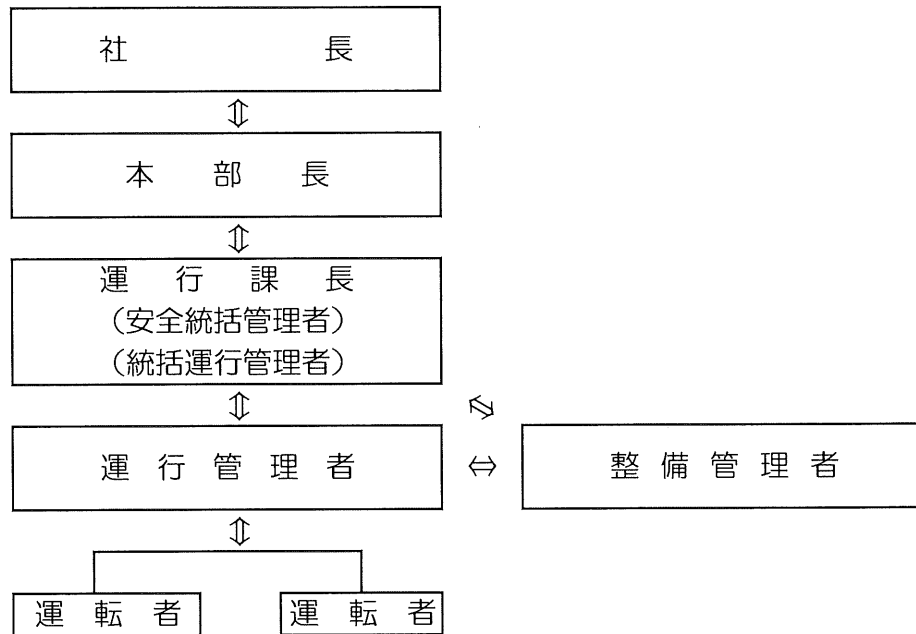 社長
⇕
本部長
⇕
運行課長
（安全統括管理者）
（統括運行管理者）
⇕
⇖⇘
運行管理者 ⇔ 整備管理者
⇕
運転者 運転者